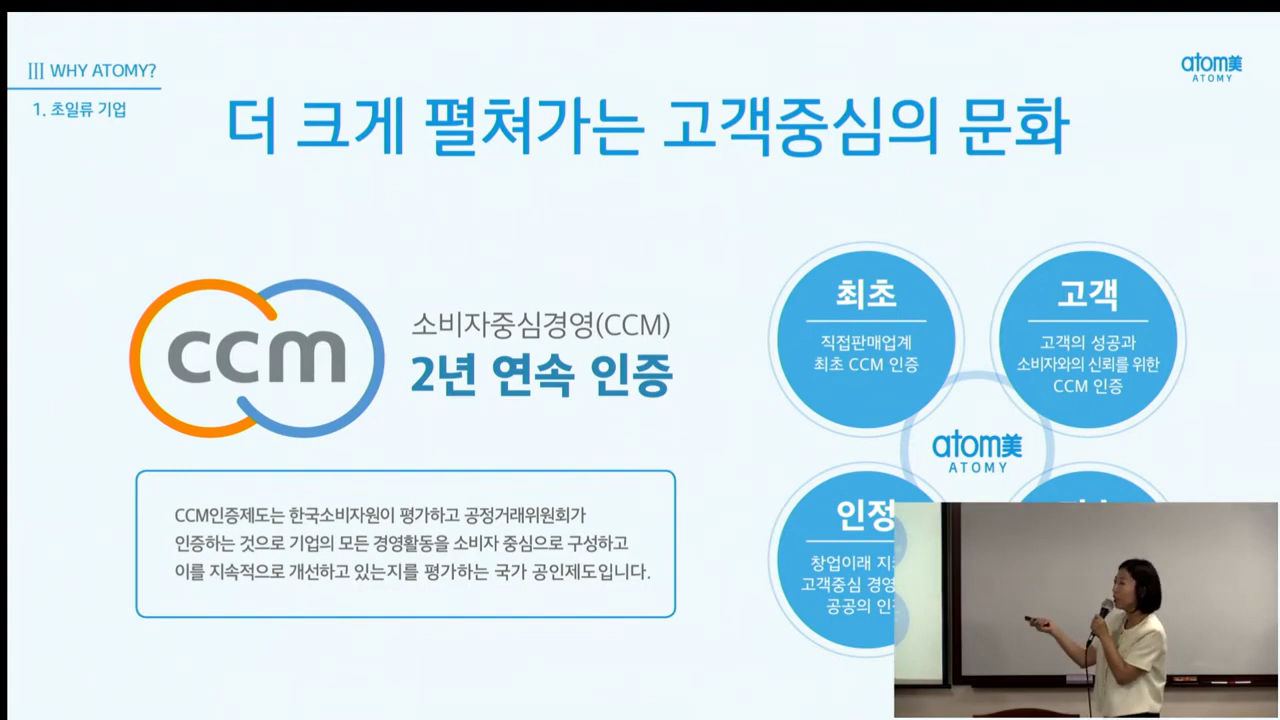 III WHY ATOMY?
1. 초일류 기업
atom美
ATOMY
더 크게 펼쳐가는 고객중심의 문화
ccm
소비자중심경영(CCM)
2년 연속 인증
CCM인증제도는 한국소비자원이 평가하고 공정거래위원회가
인증하는 것으로 기업의 모든 경영활동을 소비자 중심으로 구성하고
이를 지속적으로 개선하고 있는지를 평가하는 국가 공인제도입니다.
최초
직접판매업계
최초 CCM 인증
고객
고객의 성공과
소비자와의 신뢰를 위한
CCM 인증
atom美
ATOMY
인정
창업이래
고객중심 경영
공공의